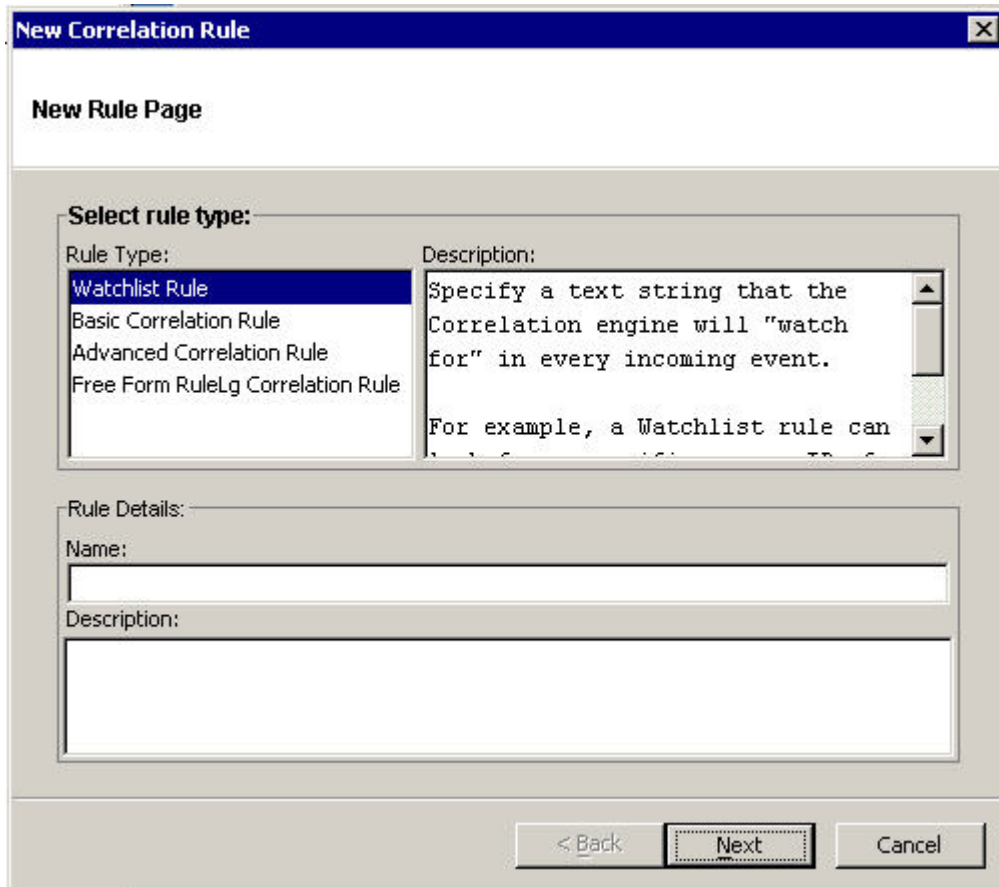 New Correlation Rule
New Rule Page
Select rule type:
Rule Type:
Watchlist Rule
Basic Correlation Rule
Advanced Correlation Rule
Free Form RuleLg Correlation Rule
Description:
Specify a text string that the
Correlation engine will "watch
for" in every incoming event.
For example, a Watchlist rule can
Rule Details:
Name:
Description:
< Back
Next
Cancel